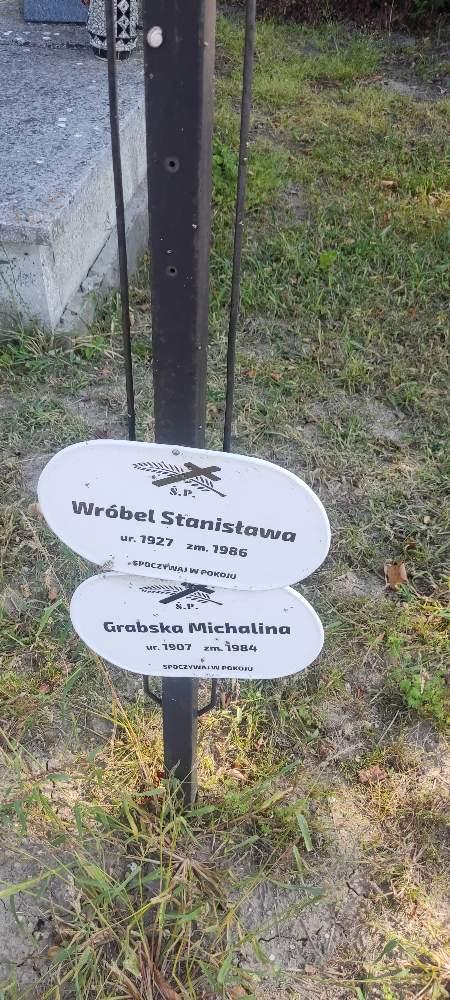 Ś.P.
Wróbel Stanisława
ur. 1927 zm. 1986
SPOCZYWAJ W POKOJU
Ś.P.
Grabska Michalina
ur. 1907 zm. 1984
SPOCZYWAJ W POKOJU